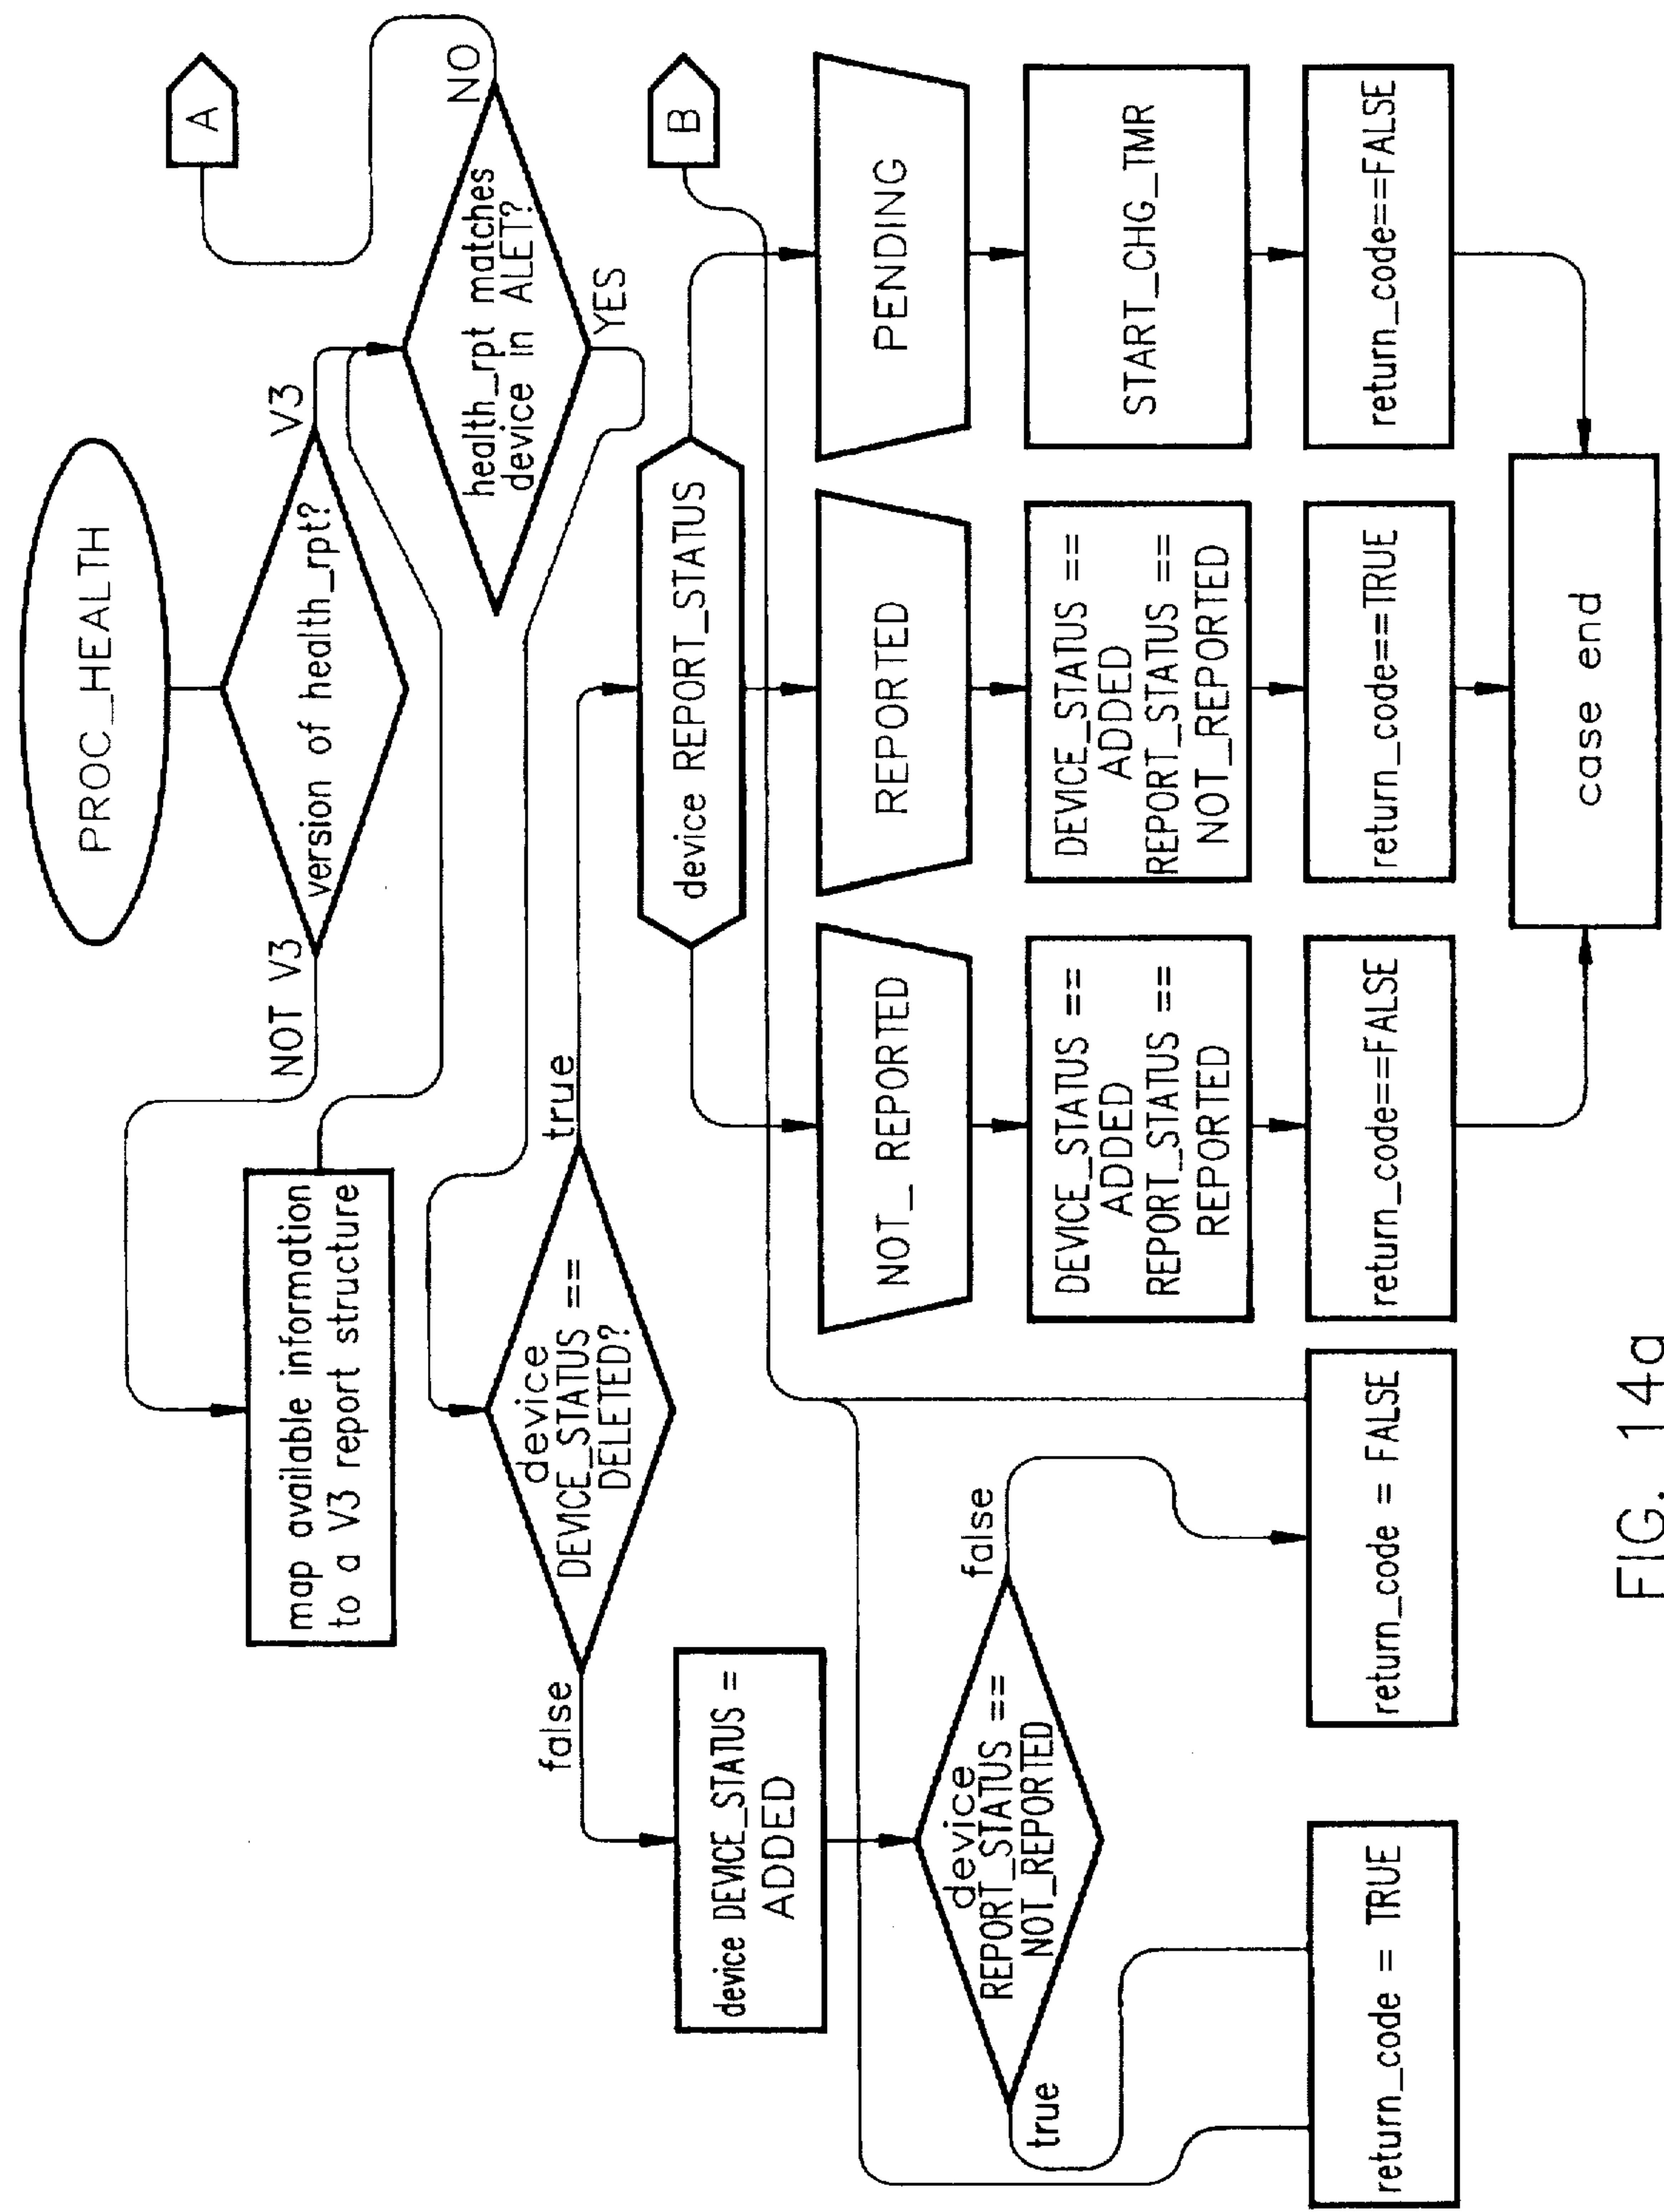 PROC_HEALTH
A
version of health_rpt?
NOT V3
V3
map available information
to a V3 report structure
health_rpt matches
device in ALET?
NO
YES
device
DEVICE_STATUS ==
DELETED?
false
true
device DEVICE_STATUS =
ADDED
device REPORT_STATUS
B
NOT_ REPORTED
REPORTED
PENDING
device
REPORT_STATUS ==
NOT_REPORTED
true
false
DEVICE_STATUS ==
ADDED
REPORT_STATUS ==
REPORTED
DEVICE_STATUS ==
ADDED
REPORT_STATUS ==
NOT_REPORTED
START_CHG_TMR
return_code = TRUE
return_code = FALSE
return_code==FALSE
return_code==TRUE
return_code==FALSE
case end
FIG. 14a